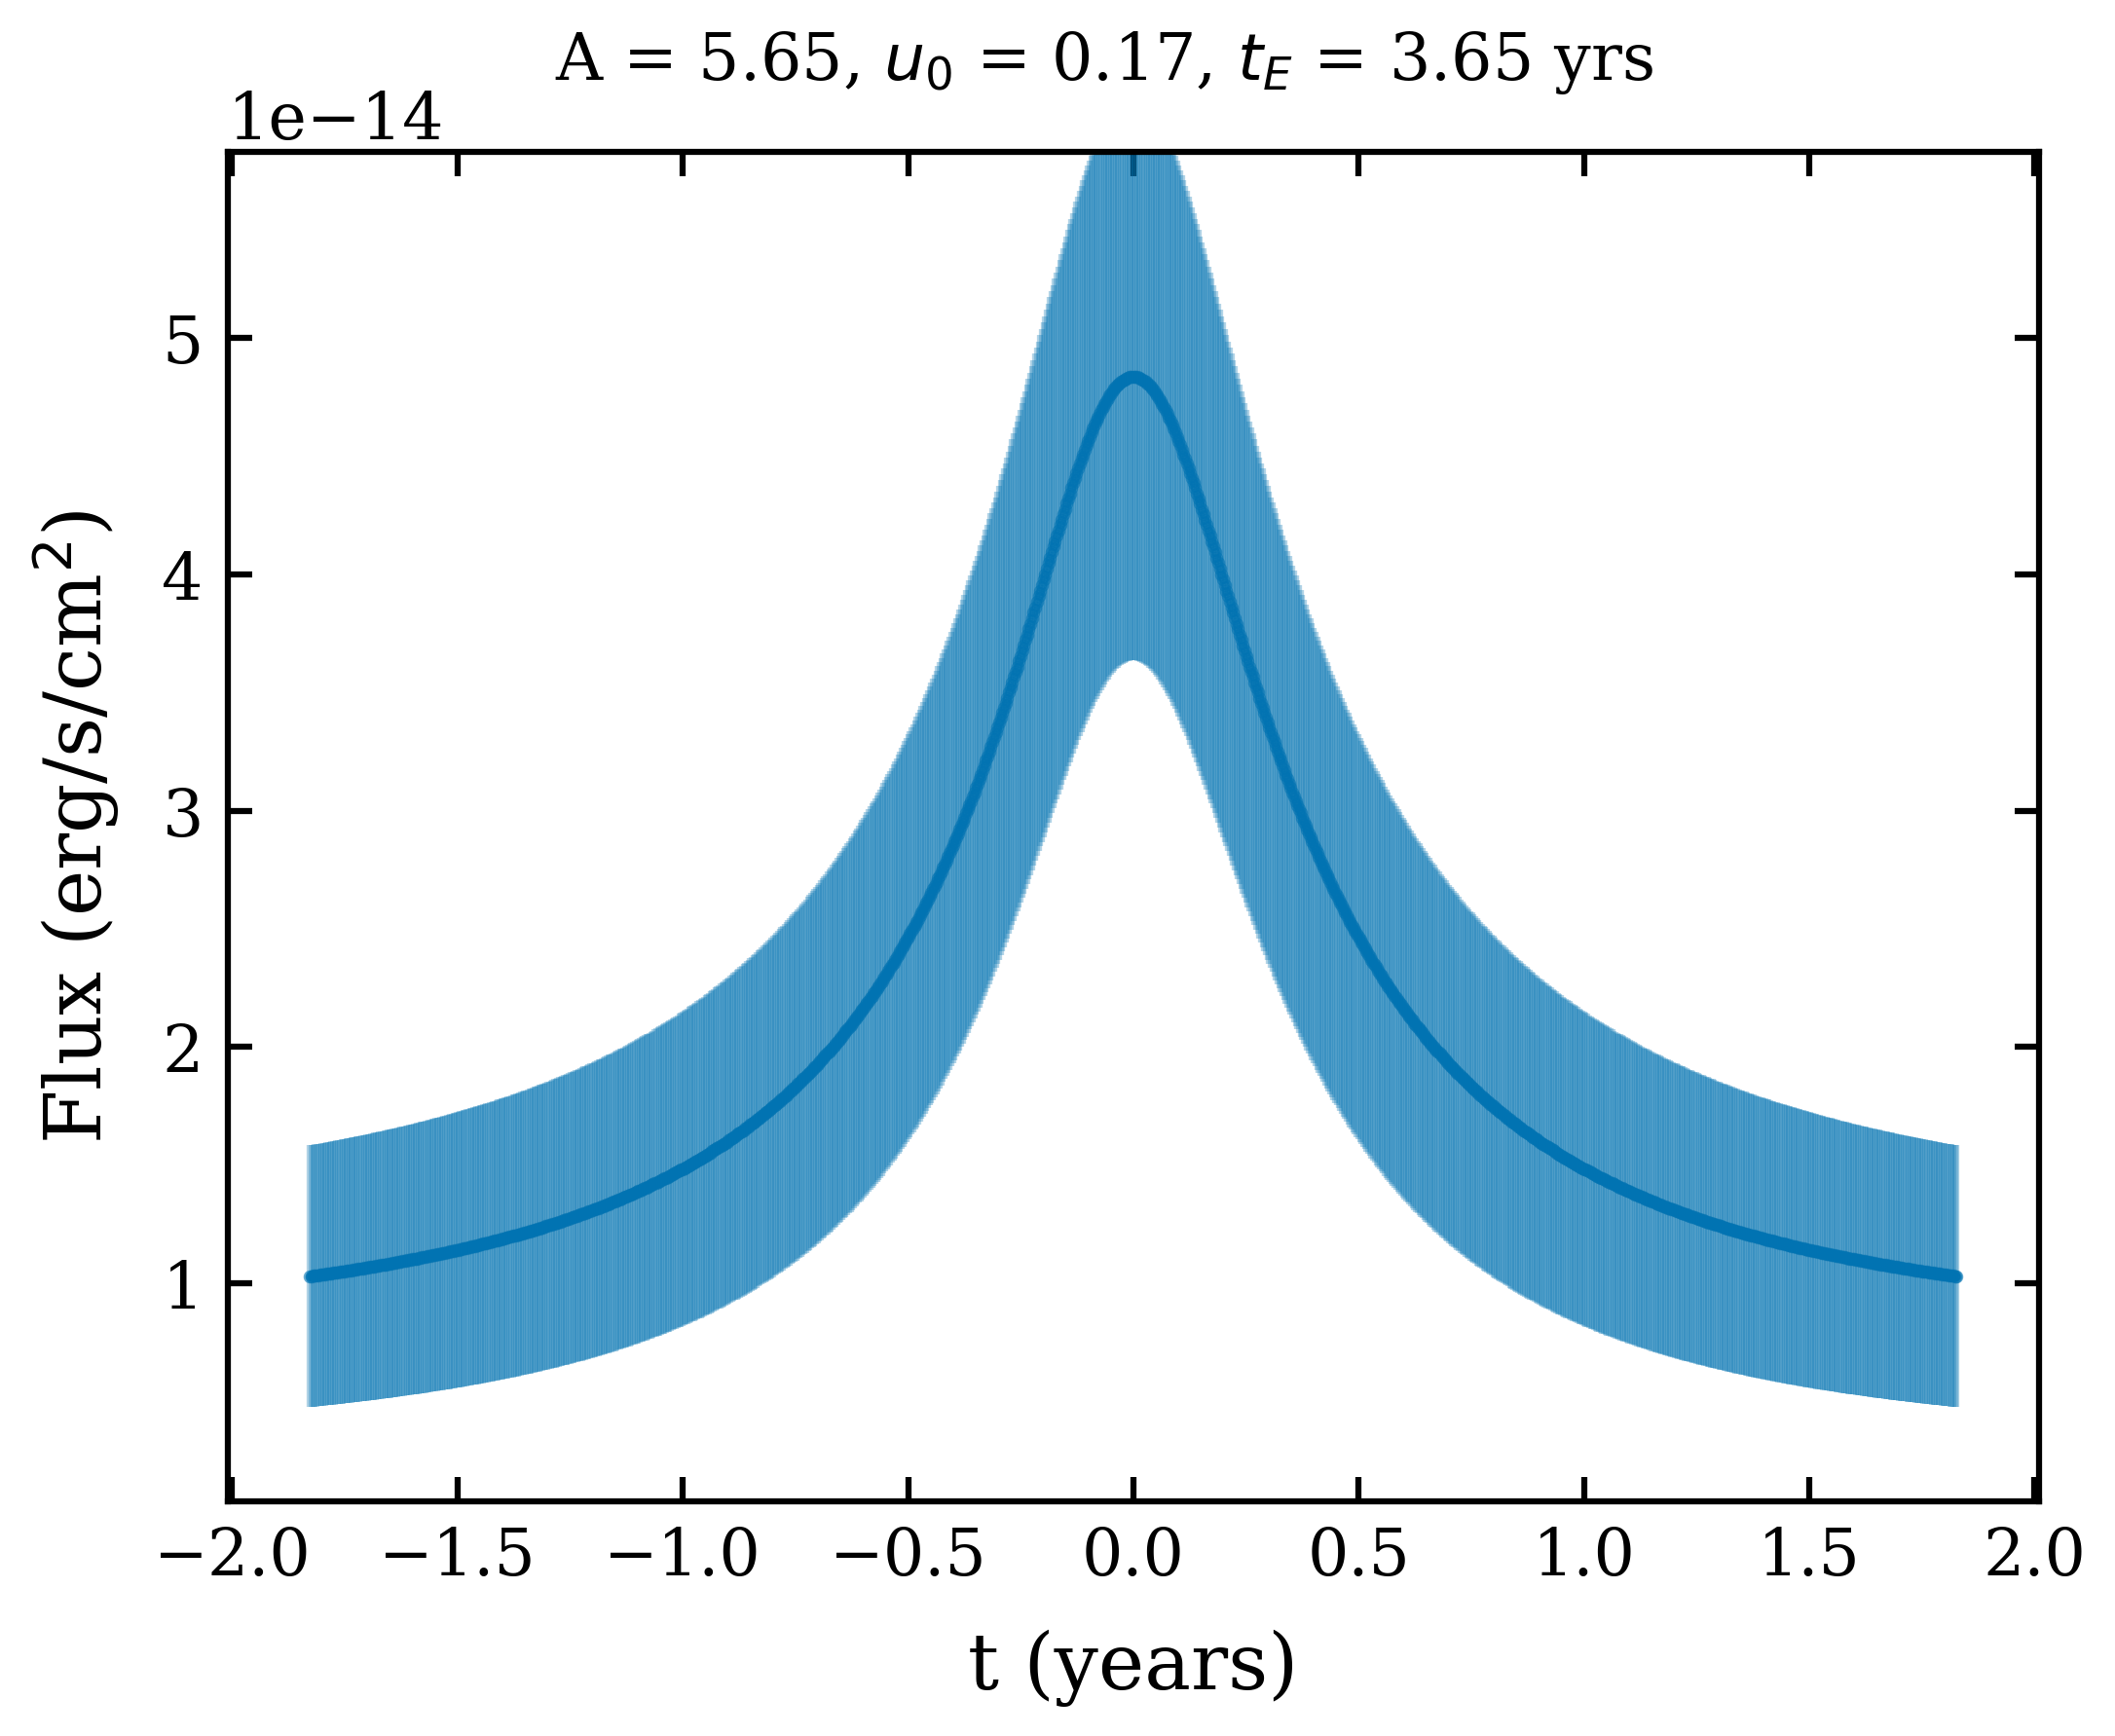 A = 5.65, u₀ = 0.17, t_E = 3.65 yrs
1e−14
Flux (erg/s/cm²)
5
4
3
2
1
−2.0 −1.5 −1.0 −0.5 0.0 0.5 1.0 1.5 2.0
t (years)